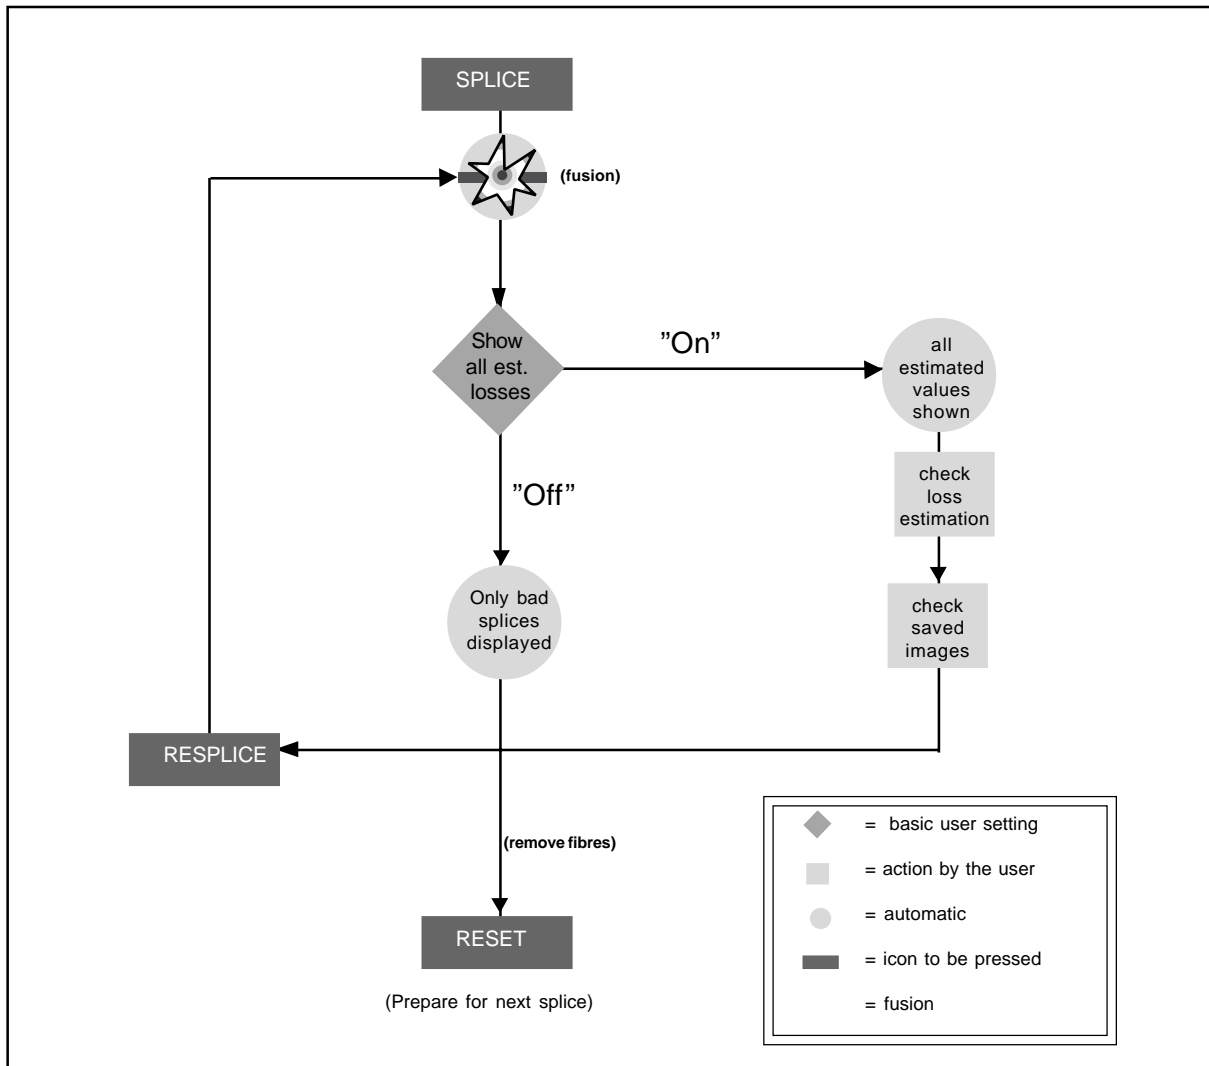 SPLICE
(fusion)
Show
all est.
losses
”On”
all
estimated
values
shown
check
loss
estimation
”Off”
Only bad
splices
displayed
check
saved
images
RESPLICE
(remove fibres)
RESET
(Prepare for next splice)
= basic user setting
= action by the user
= automatic
= icon to be pressed
= fusion